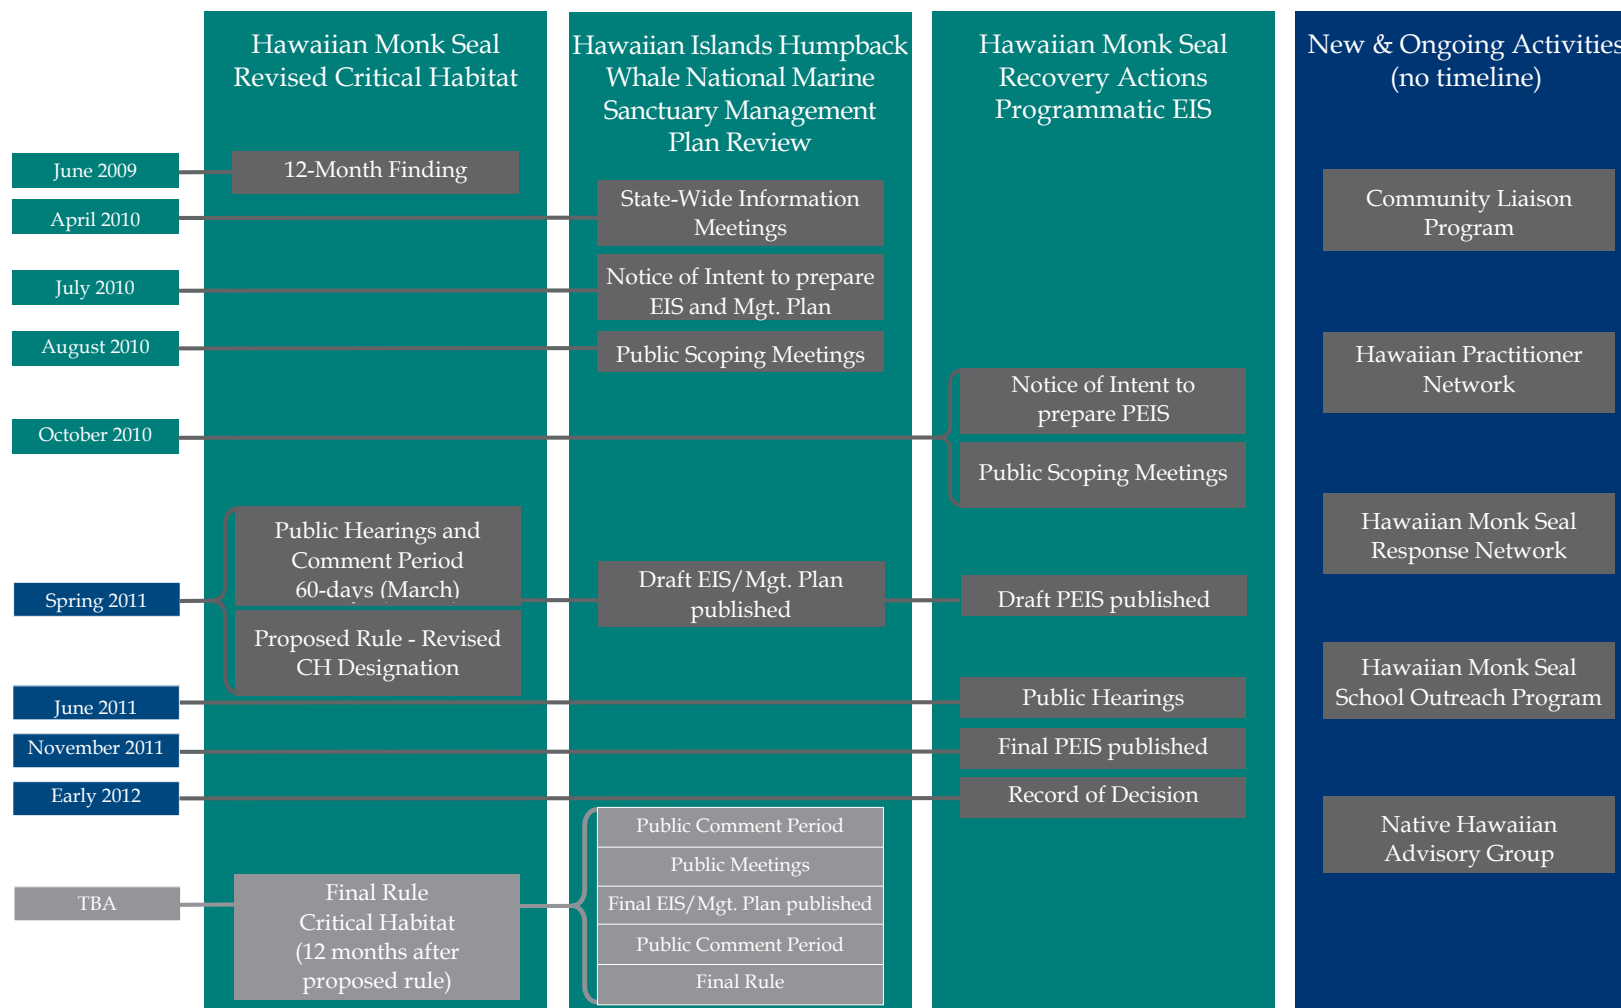 Hawaiian Monk Seal
Revised Critical Habitat
Hawaiian Islands Humpback
Whale National Marine
Sanctuary Management
Plan Review
Hawaiian Monk Seal
Recovery Actions
Programmatic EIS
New & Ongoing Activities
(no timeline)
June 2009
12-Month Finding
April 2010
State-Wide Information
Meetings
Community Liaison
Program
July 2010
Notice of Intent to prepare
EIS and Mgt. Plan
August 2010
Public Scoping Meetings
Hawaiian Practitioner
Network
October 2010
Notice of Intent to
prepare PEIS
Public Scoping Meetings
Hawaiian Monk Seal
Response Network
Spring 2011
Public Hearings and
Comment Period
60-days (March)
Proposed Rule - Revised
CH Designation
Draft EIS/Mgt. Plan
published
Draft PEIS published
Hawaiian Monk Seal
School Outreach Program
June 2011
Public Hearings
November 2011
Final PEIS published
Early 2012
Record of Decision
Native Hawaiian
Advisory Group
TBA
Final Rule
Critical Habitat
(12 months after
proposed rule)
Public Comment Period
Public Meetings
Final EIS/Mgt. Plan published
Public Comment Period
Final Rule